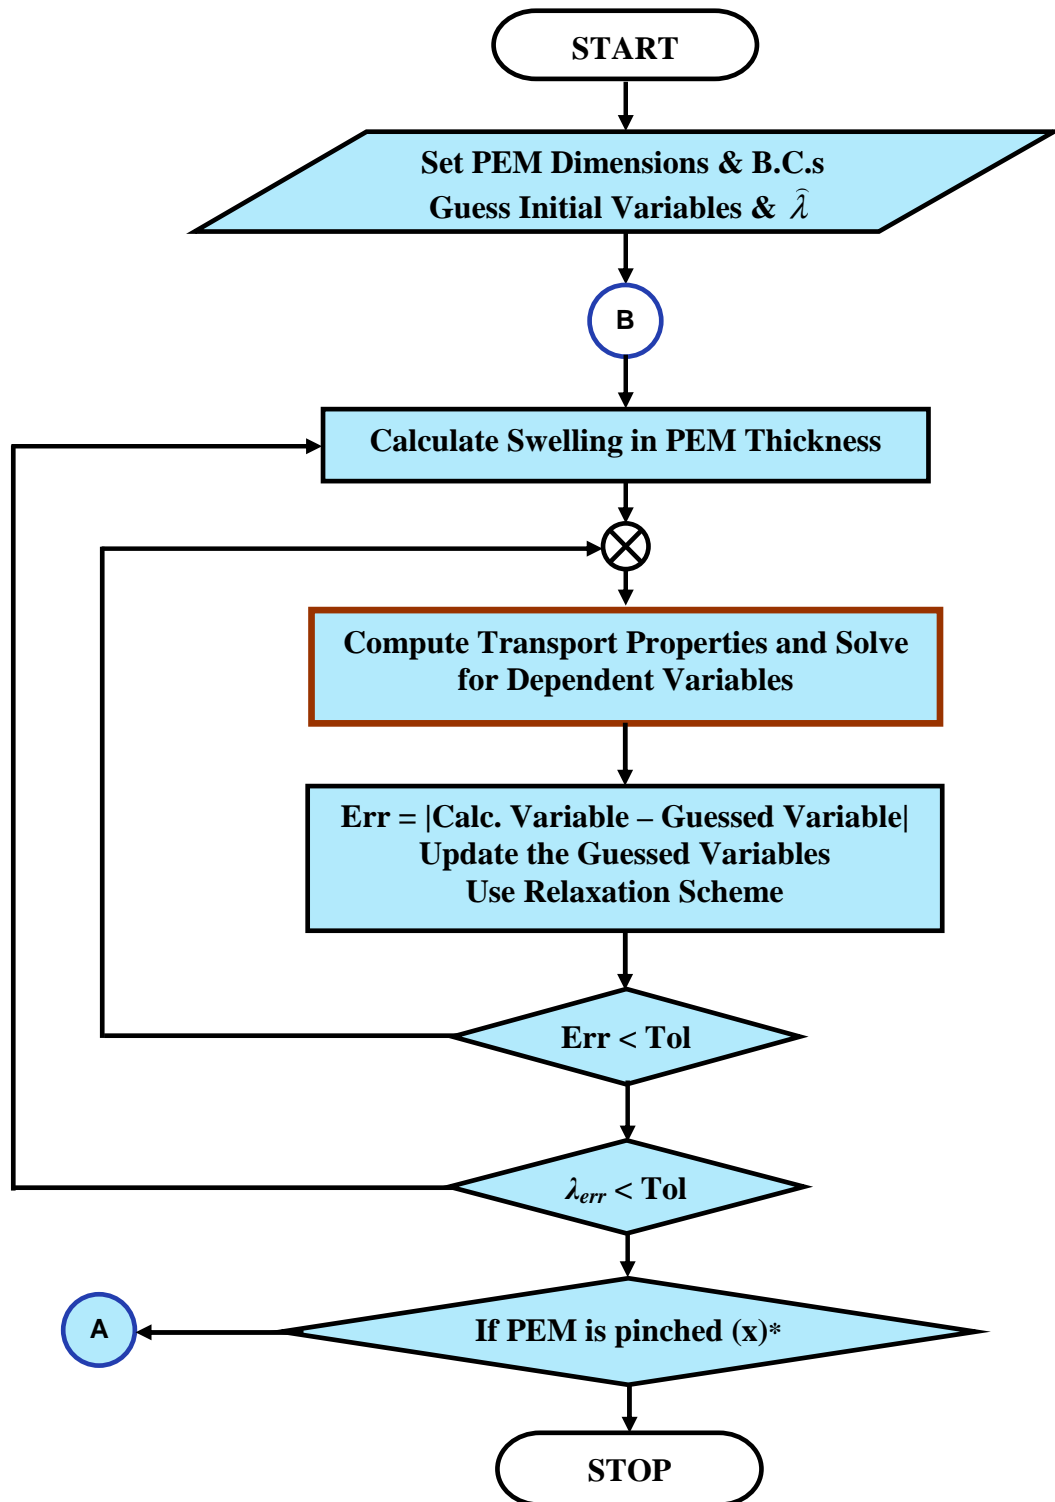 START
Set PEM Dimensions & B.C.s
Guess Initial Variables & λ̂
B
Calculate Swelling in PEM Thickness
Compute Transport Properties and Solve
for Dependent Variables
Err = |Calc. Variable – Guessed Variable|
Update the Guessed Variables
Use Relaxation Scheme
Err < Tol
λerr < Tol
A
If PEM is pinched (x)*
STOP